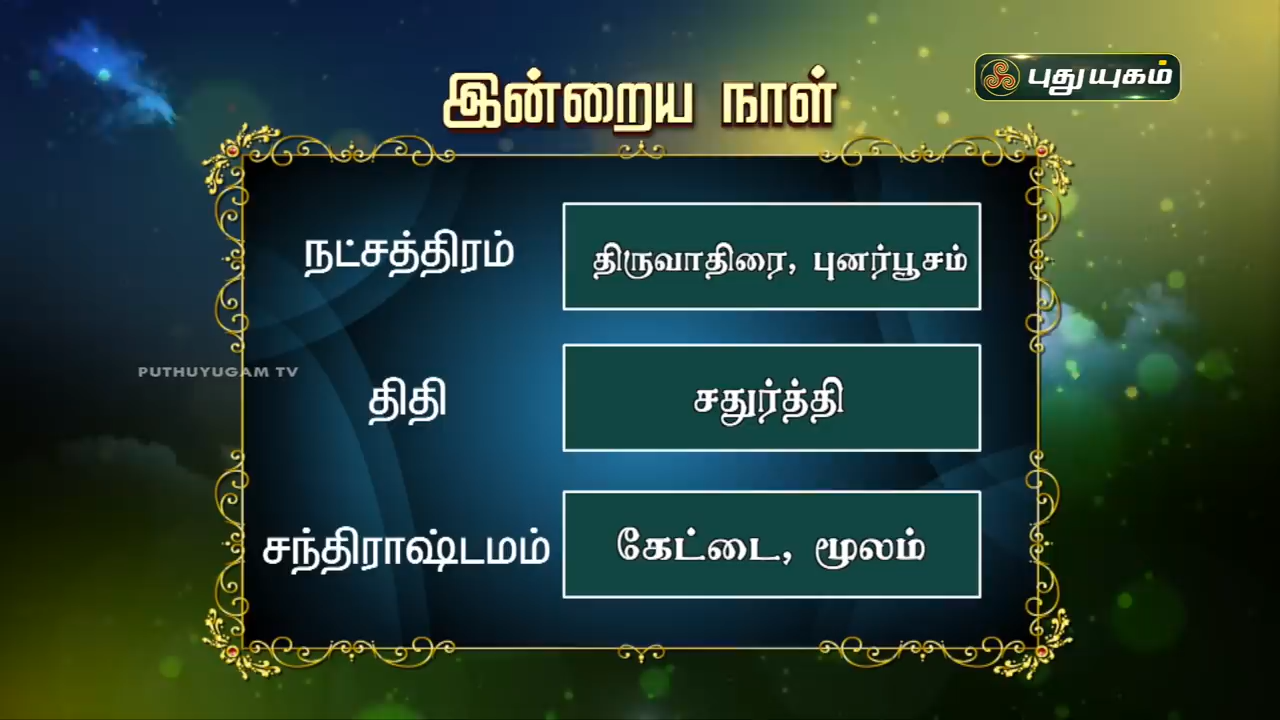 இன்றைய நாள்
புதுயுகம்
நட்சத்திரம்
திருவாதிரை, புனர்பூசம்
PUTHUYUGAM TV
திதி
சதுர்த்தி
சந்திராஷ்டமம்
கேட்டை, மூலம்